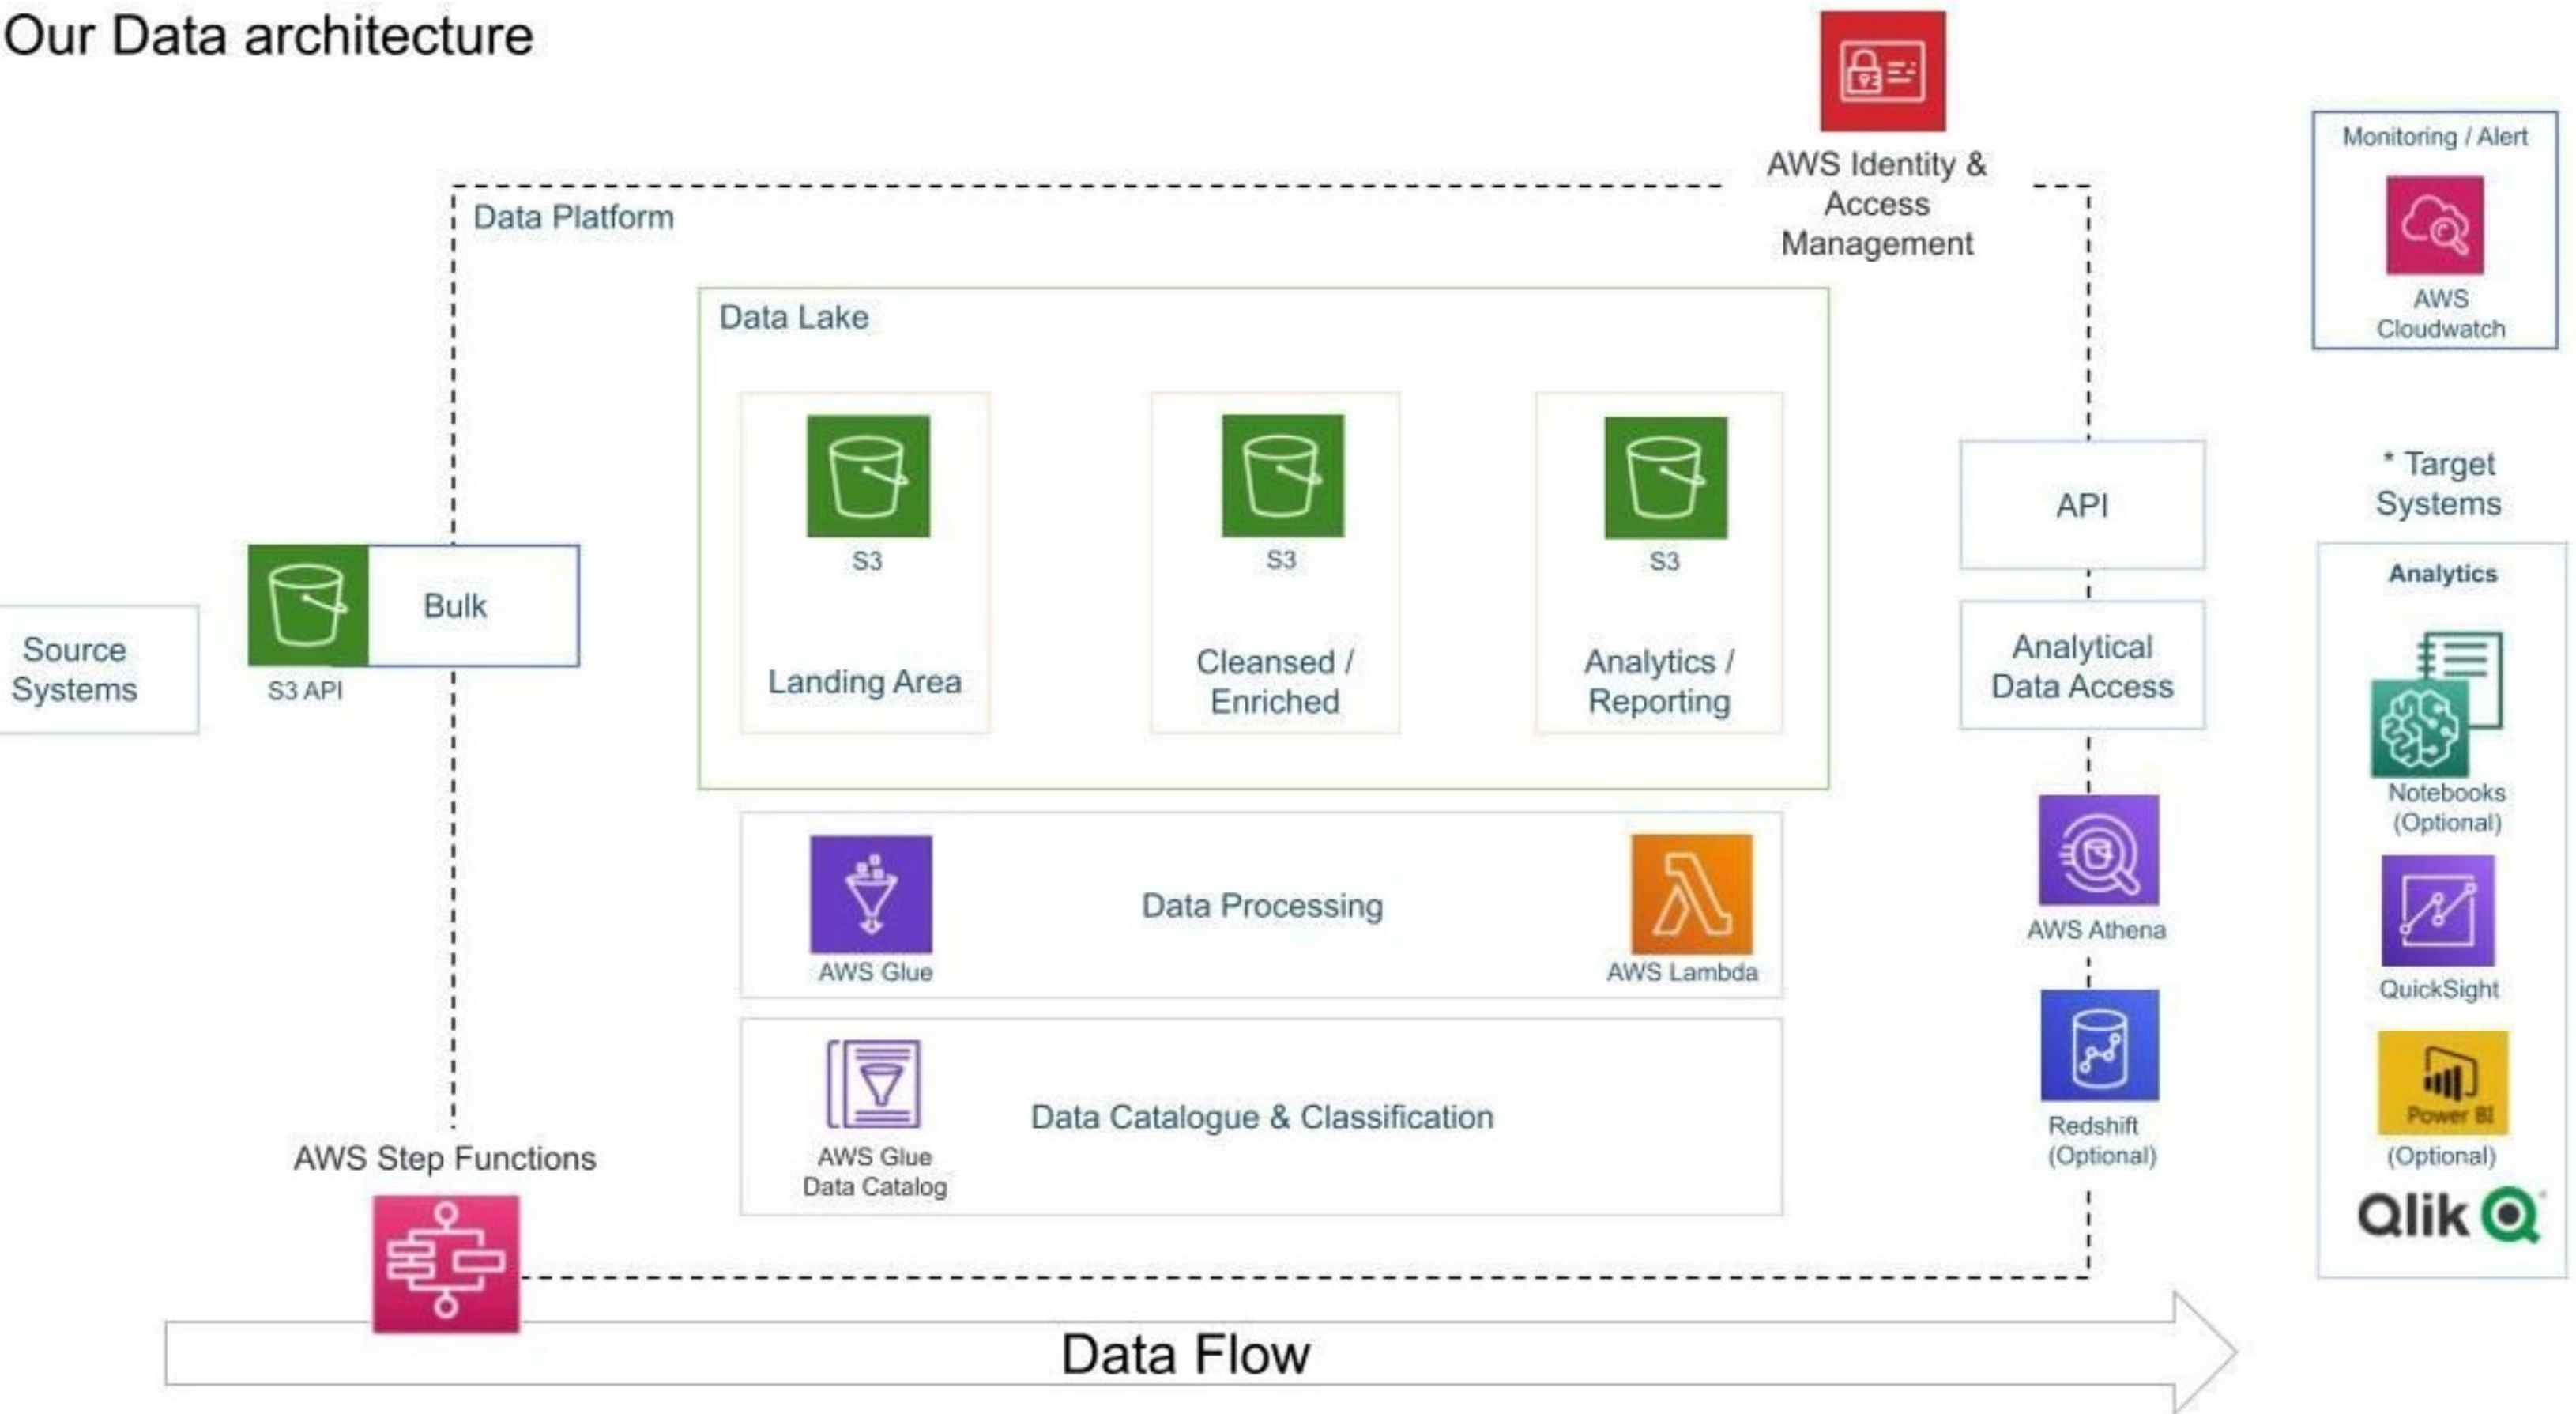 Our Data architecture
AWS Identity &
Access
Management
Monitoring / Alert
AWS
Cloudwatch
Data Platform
Data Lake
S3
Landing Area
S3
Cleansed /
Enriched
S3
Analytics /
Reporting
Source
Systems
S3 API
Bulk
API
Analytical
Data Access
* Target
Systems
Analytics
Notebooks
(Optional)
QuickSight
Power BI
(Optional)
Qlik
AWS Glue
Data Processing
AWS Lambda
AWS Athena
Redshift
(Optional)
AWS Glue
Data Catalog
Data Catalogue & Classification
AWS Step Functions
Data Flow